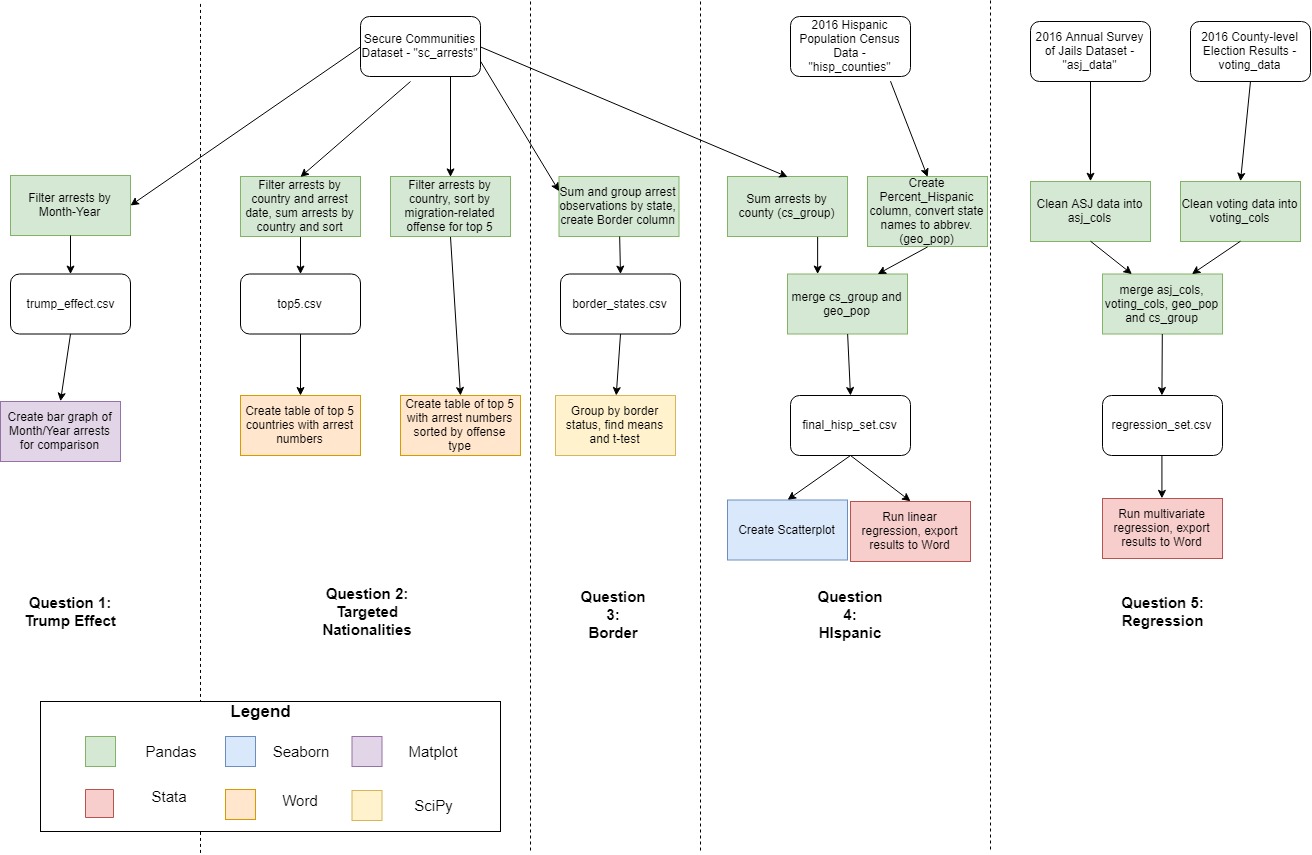 Secure Communities
Dataset - "sc_arrests"
2016 Hispanic
Population Census
Data -
"hisp_counties"
2016 Annual Survey
of Jails Dataset -
"asj_data"
2016 County-level
Election Results -
voting_data
Filter arrests by
Month-Year
Filter arrests by
country and arrest
date, sum arrests by
country and sort
Filter arrests by
country, sort by
migration-related
offense for top 5
Sum and group arrest
observations by state,
create Border column
Sum arrests by
county (cs_group)
Create
Percent_Hispanic
column, convert state
names to abbrev.
(geo_pop)
Clean ASJ data into
asj_cols
Clean voting data into
voting_cols
trump_effect.csv
top5.csv
border_states.csv
merge cs_group and
geo_pop
merge asj_cols,
voting_cols, geo_pop
and cs_group
Create bar graph of
Month/Year arrests
for comparison
Create table of top 5
countries with arrest
numbers
Create table of top 5
with arrest numbers
sorted by offense
type
Group by border
status, find means
and t-test
final_hisp_set.csv
regression_set.csv
Create Scatterplot
Run linear
regression, export
results to Word
Run multivariate
regression, export
results to Word
Question 1:
Trump Effect
Question 2:
Targeted
Nationalities
Question
3:
Border
Question
4:
HIspanic
Question 5:
Regression
Legend
Pandas
Seaborn
Matplot
Stata
Word
SciPy